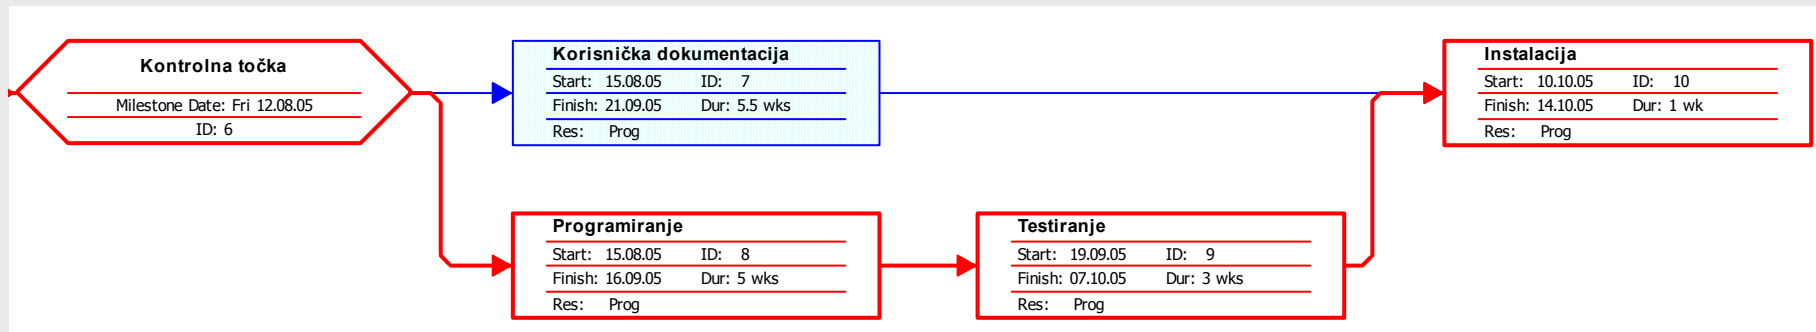 Kontrolna točka
Milestone Date: Fri 12.08.05
ID: 6
Korisnička dokumentacija
Start: 15.08.05 ID: 7
Finish: 21.09.05 Dur: 5.5 wks
Res: Prog
Programiranje
Start: 15.08.05 ID: 8
Finish: 16.09.05 Dur: 5 wks
Res: Prog
Testiranje
Start: 19.09.05 ID: 9
Finish: 07.10.05 Dur: 3 wks
Res: Prog
Instalacija
Start: 10.10.05 ID: 10
Finish: 14.10.05 Dur: 1 wk
Res: Prog